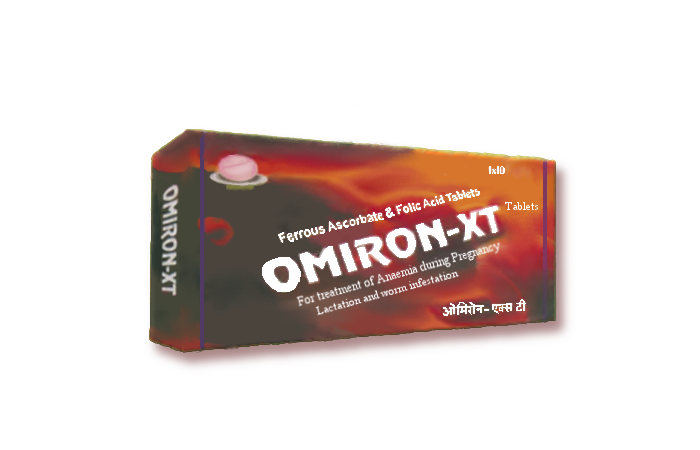 1x10
Tablets
Ferrous Ascorbate & Folic Acid Tablets
OMIRON-XT
For treatment of Anaemia during Pregnancy
Lactation and worm infestation
ओमिरोन-एक्स टी
OMIRON-XT